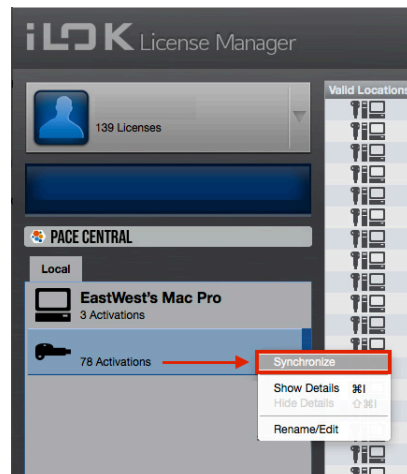 iLOK License Manager
Valid Locations
139 Licenses
PACE CENTRAL
Local
EastWest's Mac Pro
3 Activations
78 Activations
Synchronize
Show Details ⌘I
Hide Details ⇧⌘I
Rename/Edit